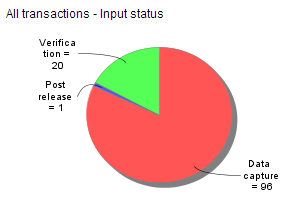 All transactions - Input status
Verifica
tion =
20
Post
release
= 1
Data
capture
= 96